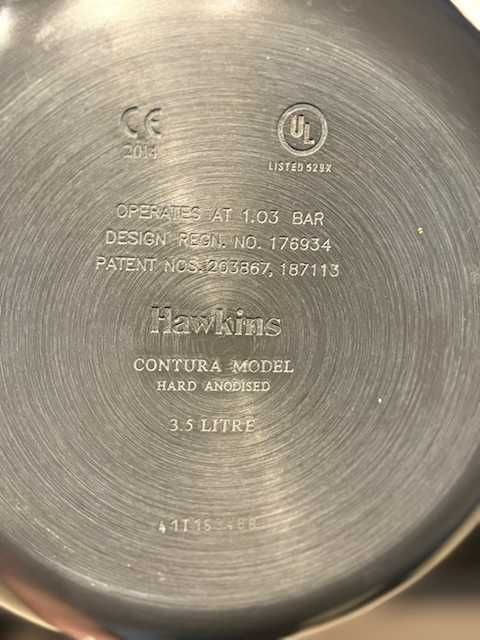 CE
2014
UL
LISTED 529X
OPERATES AT 1.03 BAR
DESIGN REGN. NO. 176934
PATENT NOS. 203867, 187113
Hawkins
CONTURA MODEL
HARD ANODISED
3.5 LITRE